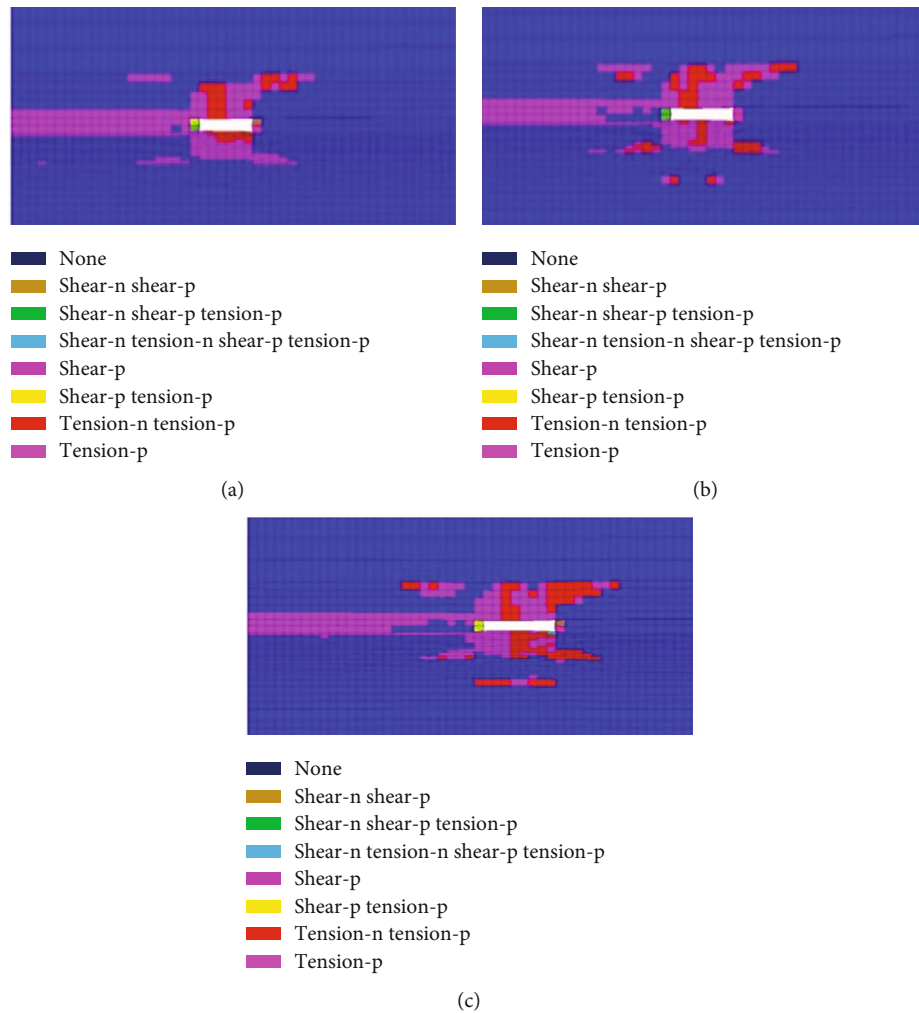 None
Shear-n shear-p
Shear-n shear-p tension-p
Shear-n tension-n shear-p tension-p
Shear-p
Shear-p tension-p
Tension-n tension-p
Tension-p
(a)
None
Shear-n shear-p
Shear-n shear-p tension-p
Shear-n tension-n shear-p tension-p
Shear-p
Shear-p tension-p
Tension-n tension-p
Tension-p
(b)
None
Shear-n shear-p
Shear-n shear-p tension-p
Shear-n tension-n shear-p tension-p
Shear-p
Shear-p tension-p
Tension-n tension-p
Tension-p
(c)